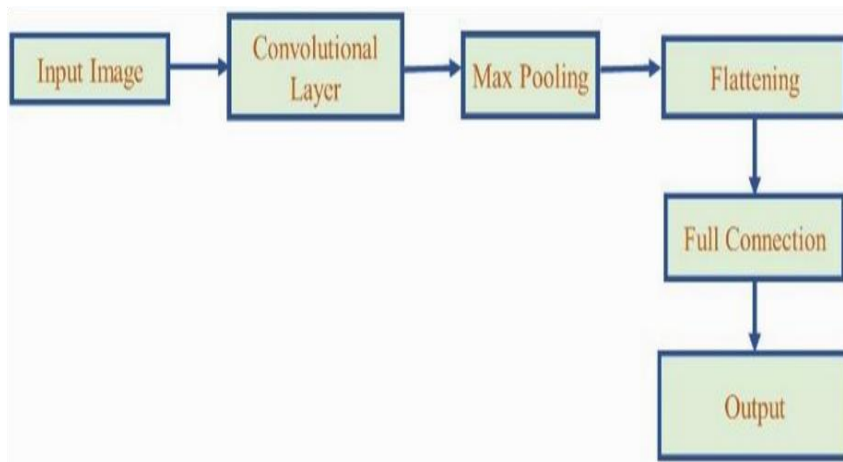 Input Image
Convolutional
Layer
Max Pooling
Flattening
Full Connection
Output